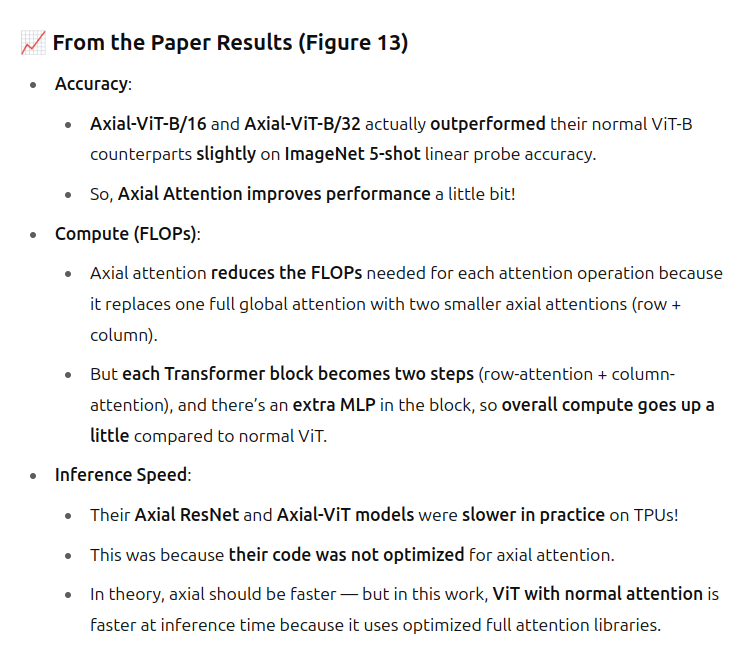 📈 From the Paper Results (Figure 13)
• Accuracy:
• Axial-ViT-B/16 and Axial-ViT-B/32 actually outperformed their normal ViT-B
counterparts slightly on ImageNet 5-shot linear probe accuracy.
• So, Axial Attention improves performance a little bit!
• Compute (FLOPs):
• Axial attention reduces the FLOPs needed for each attention operation because
it replaces one full global attention with two smaller axial attentions (row +
column).
• But each Transformer block becomes two steps (row-attention + column-
attention), and there’s an extra MLP in the block, so overall compute goes up a
little compared to normal ViT.
• Inference Speed:
• Their Axial ResNet and Axial-ViT models were slower in practice on TPUs!
• This was because their code was not optimized for axial attention.
• In theory, axial should be faster — but in this work, ViT with normal attention is
faster at inference time because it uses optimized full attention libraries.